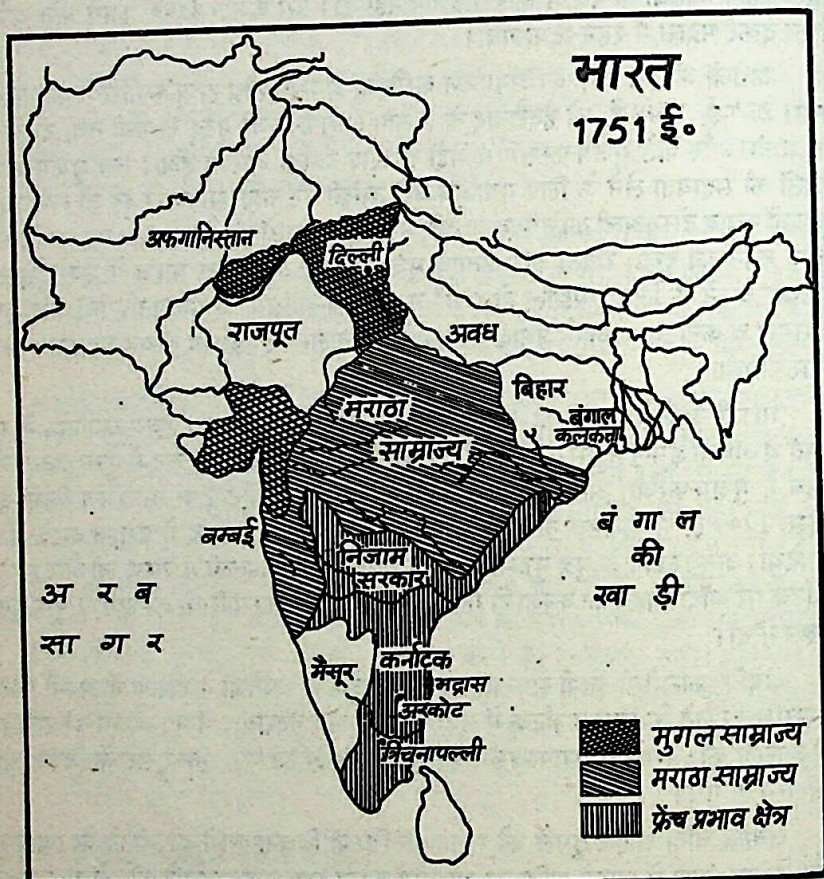 भारत
1751 ई॰
अफगानिस्तान
दिल्ली
राजपूत
अवध
बिहार
मराठा
बंगाल
कलकत्ता
साम्राज्य
बम्बई
निजाम
सरकार
बं गा ल
की
खा ड़ी
अ र ब
सा ग र
मैसूर
कर्नाटक
मद्रास
अरकोट
त्रिचनापल्ली
मुगल साम्राज्य
मराठा साम्राज्य
फ्रेंच प्रभाव क्षेत्र